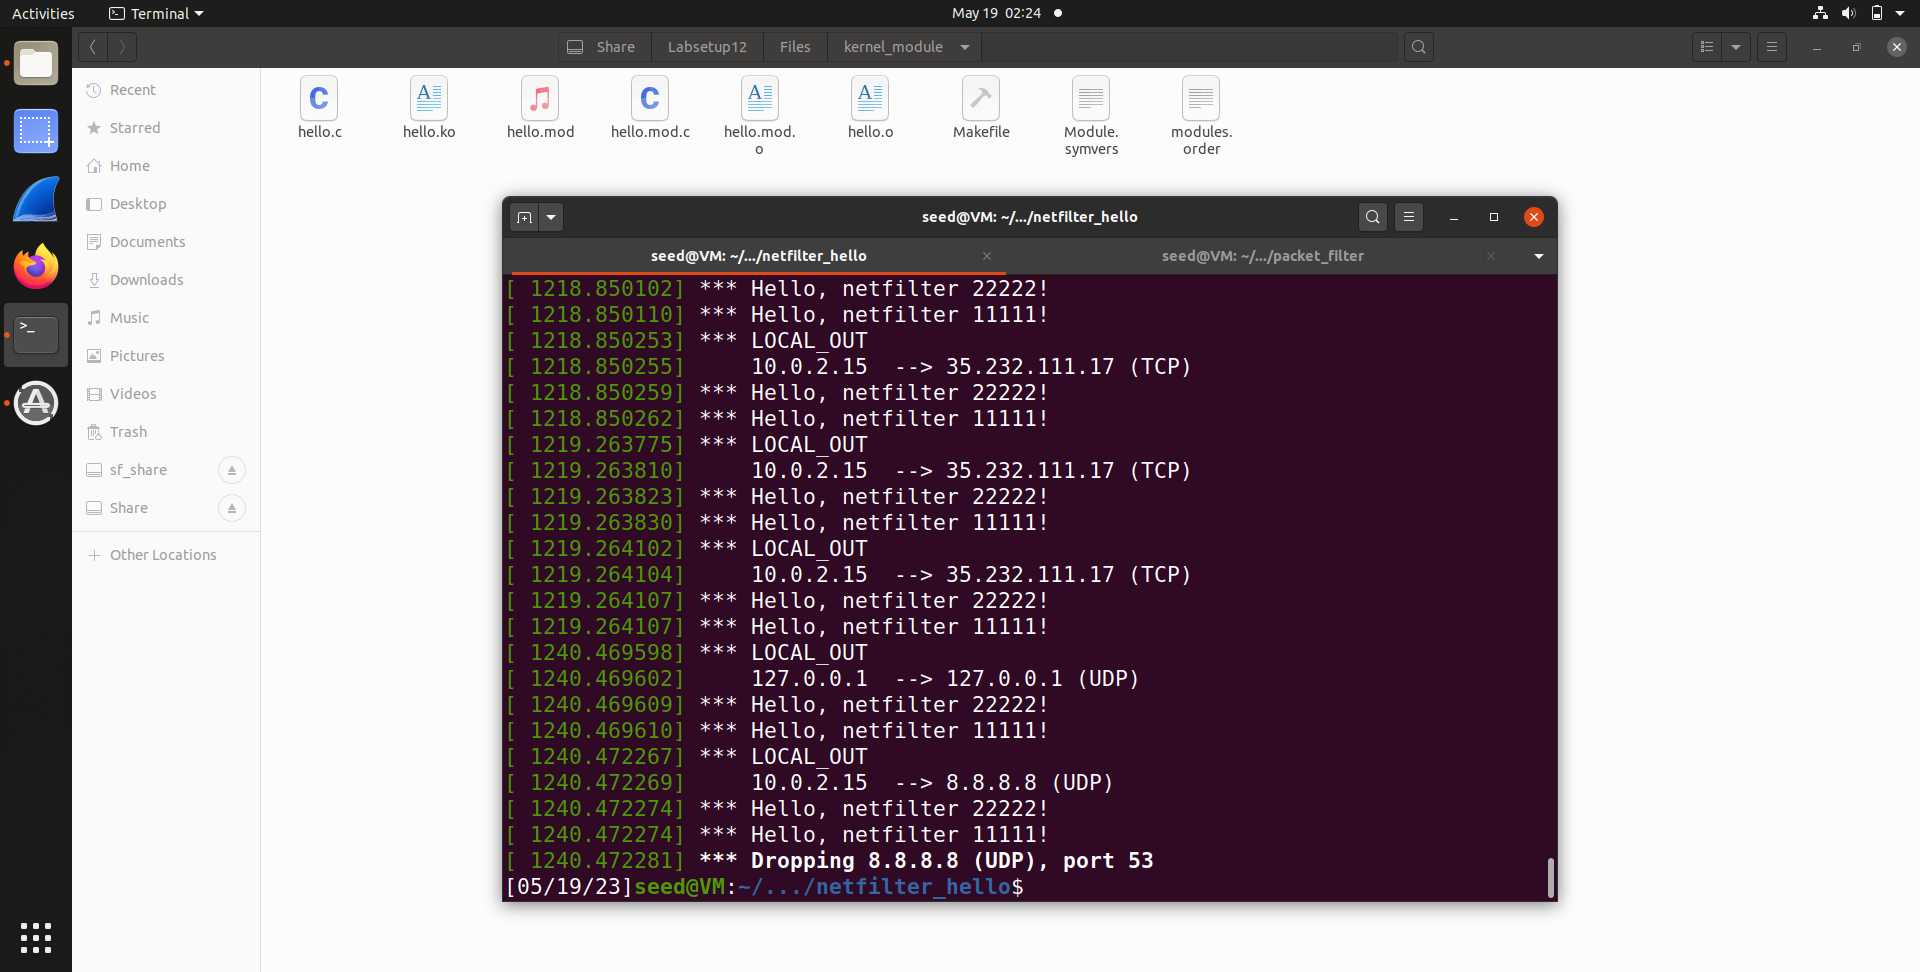 Activities
Terminal
May 19 02:24
Share
Labsetup12
Files
kernel_module
Recent
Starred
Home
Desktop
Documents
Downloads
Music
Pictures
Videos
Trash
sf_share
Share
Other Locations
hello.c
hello.ko
hello.mod
hello.mod.c
hello.mod.
o
hello.o
Makefile
Module.
symvers
modules.
order
seed@VM: ~/.../netfilter_hello
seed@VM: ~/.../netfilter_hello
seed@VM: ~/.../packet_filter
[ 1218.850102] *** Hello, netfilter 22222!
[ 1218.850110] *** Hello, netfilter 11111!
[ 1218.850253] *** LOCAL_OUT
[ 1218.850255]     10.0.2.15  --> 35.232.111.17 (TCP)
[ 1218.850259] *** Hello, netfilter 22222!
[ 1218.850262] *** Hello, netfilter 11111!
[ 1219.263775] *** LOCAL_OUT
[ 1219.263810]     10.0.2.15  --> 35.232.111.17 (TCP)
[ 1219.263823] *** Hello, netfilter 22222!
[ 1219.263830] *** Hello, netfilter 11111!
[ 1219.264102] *** LOCAL_OUT
[ 1219.264104]     10.0.2.15  --> 35.232.111.17 (TCP)
[ 1219.264107] *** Hello, netfilter 22222!
[ 1219.264107] *** Hello, netfilter 11111!
[ 1240.469598] *** LOCAL_OUT
[ 1240.469602]     127.0.0.1  --> 127.0.0.1 (UDP)
[ 1240.469609] *** Hello, netfilter 22222!
[ 1240.469610] *** Hello, netfilter 11111!
[ 1240.472267] *** LOCAL_OUT
[ 1240.472269]     10.0.2.15  --> 8.8.8.8 (UDP)
[ 1240.472274] *** Hello, netfilter 22222!
[ 1240.472274] *** Hello, netfilter 11111!
[ 1240.472281] *** Dropping 8.8.8.8 (UDP), port 53
[05/19/23]seed@VM:~/.../netfilter_hello$